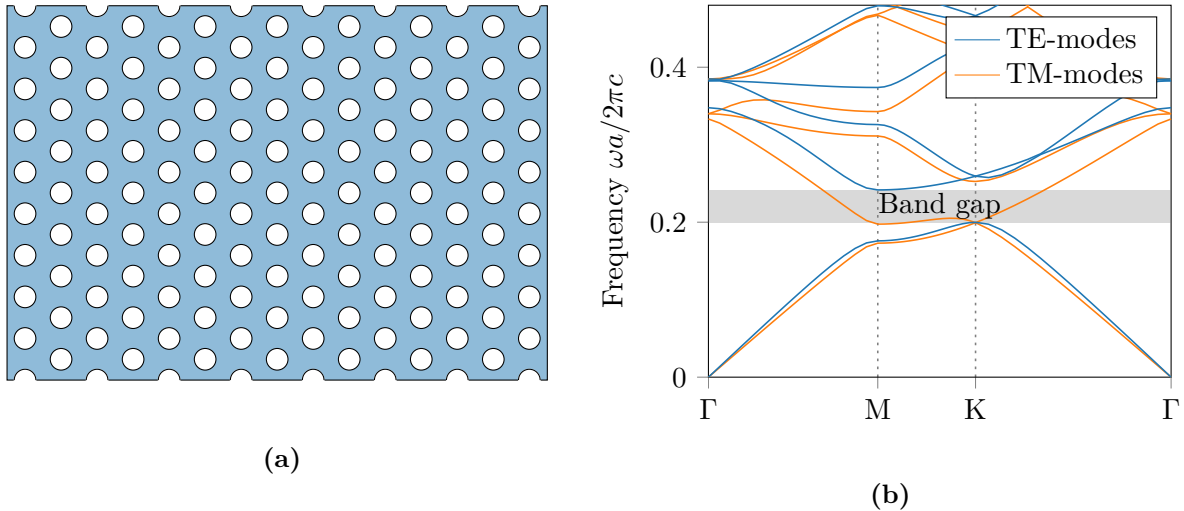 TE-modes
TM-modes
0.4
0.2
0
Frequency ωa/2πc
Band gap
Γ M K Γ
(a)
(b)